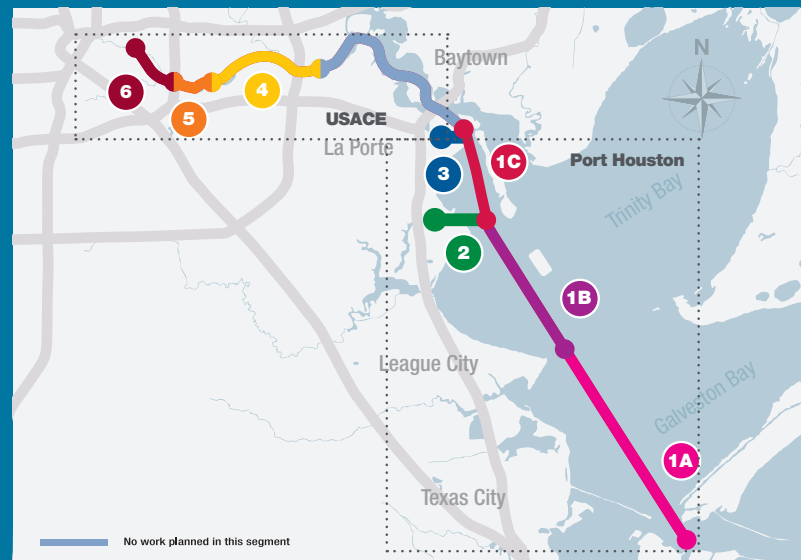 N
Baytown
6
4
5
USACE
La Porte
Port Houston
1C
3
Trinity Bay
2
1B
League City
Galveston Bay
1A
Texas City
No work planned in this segment